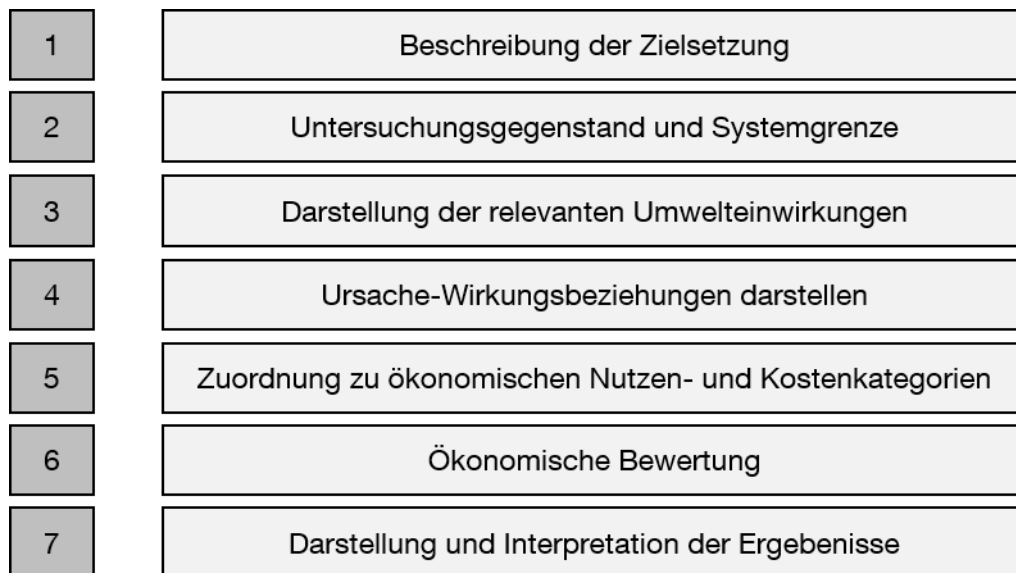 1 Beschreibung der Zielsetzung
2 Untersuchungsgegenstand und Systemgrenze
3 Darstellung der relevanten Umwelteinwirkungen
4 Ursache-Wirkungsbeziehungen darstellen
5 Zuordnung zu ökonomischen Nutzen- und Kostenkategorien
6 Ökonomische Bewertung
7 Darstellung und Interpretation der Ergebenisse